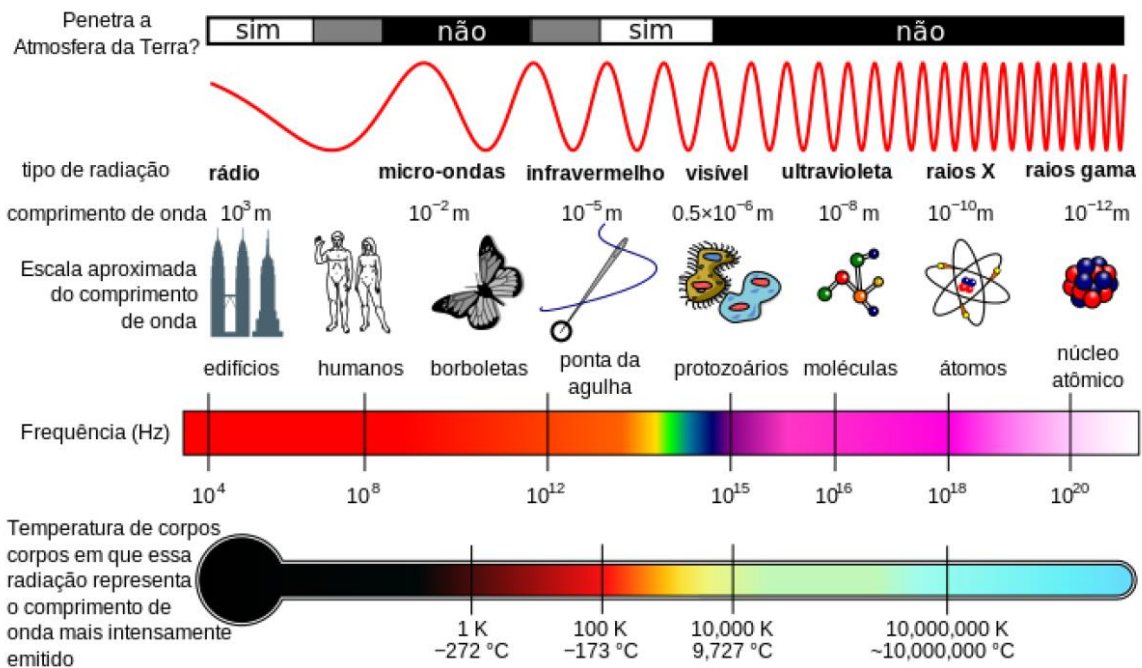 Penetra a
Atmosfera da Terra?
sim não sim não
tipo de radiação rádio micro-ondas infravermelho visível ultravioleta raios X raios gama
comprimento de onda 10³ m 10⁻² m 10⁻⁵ m 0.5×10⁻⁶ m 10⁻⁸ m 10⁻¹⁰m 10⁻¹² m
Escala aproximada
do comprimento
de onda
edifícios humanos borboletas ponta da
agulha protozoários moléculas átomos núcleo
atômico
Frequência (Hz)
10⁴ 10⁸ 10¹² 10¹⁵ 10¹⁶ 10¹⁸ 10²⁰
Temperatura de corpos
corpos em que essa
radiação representa
o comprimento de
onda mais intensamente
emitido
1 K 100 K 10,000 K 10,000,000 K
−272 °C −173 °C 9,727 °C ~10,000,000 °C